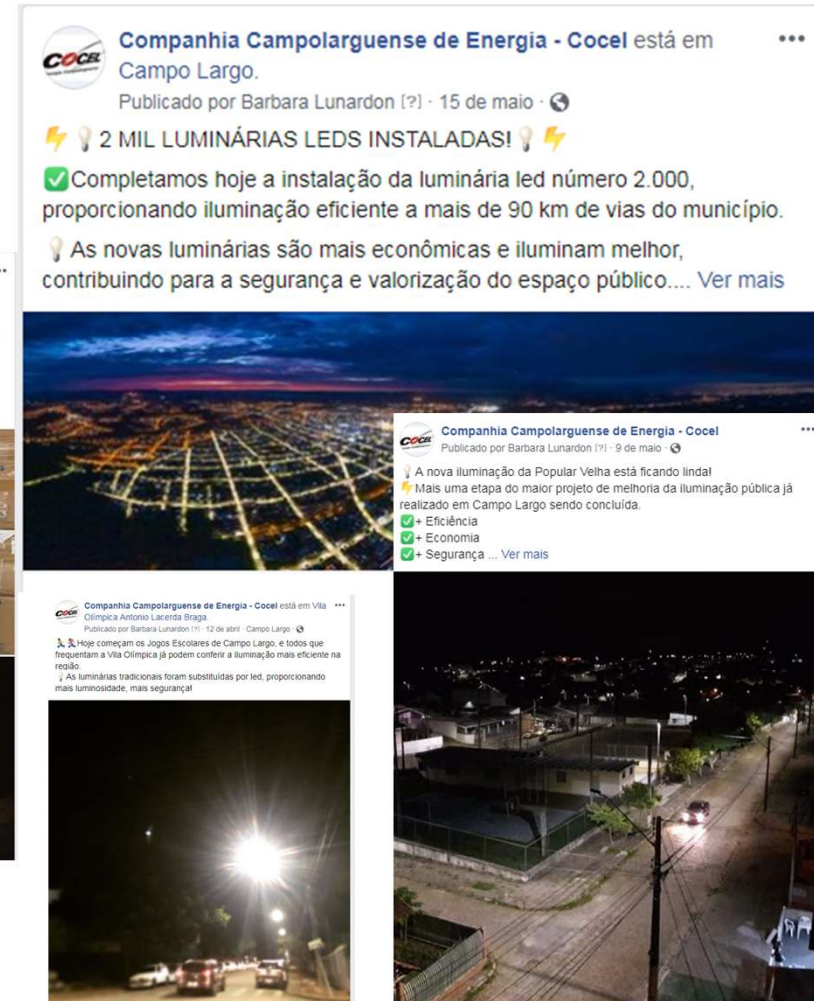 COCEL
Companhia Campolarguense de Energia - Cocel está em
Campo Largo.
Publicado por Barbara Lunardon [?] · 15 de maio ·
⚡💡2 MIL LUMINÁRIAS LEDS INSTALADAS!💡⚡
✅Completamos hoje a instalação da luminária led número 2.000,
proporcionando iluminação eficiente a mais de 90 km de vias do município.
💡As novas luminárias são mais econômicas e iluminam melhor,
contribuindo para a segurança e valorização do espaço público.... Ver mais
COCEL
Companhia Campolarguense de Energia - Cocel
Publicado por Barbara Lunardon [?] · 9 de maio ·
💡A nova iluminação da Popular Velha está ficando linda!
⚡Mais uma etapa do maior projeto de melhoria da iluminação pública já
realizado em Campo Largo sendo concluída.
✅+ Eficiência
✅+ Economia
✅+ Segurança ... Ver mais
COCEL
Companhia Campolarguense de Energia - Cocel está em Vila
Olímpica Antonio Lacerda Braga.
Publicado por Barbara Lunardon [?] · 12 de abril · Campo Largo ·
Hoje começam os Jogos Escolares de Campo Largo, e todos que
frequentam a Vila Olímpica já podem conferir a iluminação mais eficiente na
região.
💡As luminárias tradicionais foram substituídas por led, proporcionando
mais luminosidade, mais segurança!